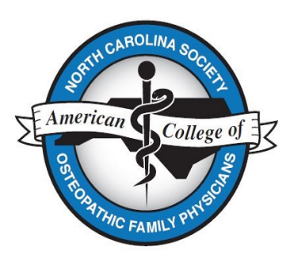 NORTH CAROLINA SOCIETY
American College of
OSTEOPATHIC FAMILY PHYSICIANS